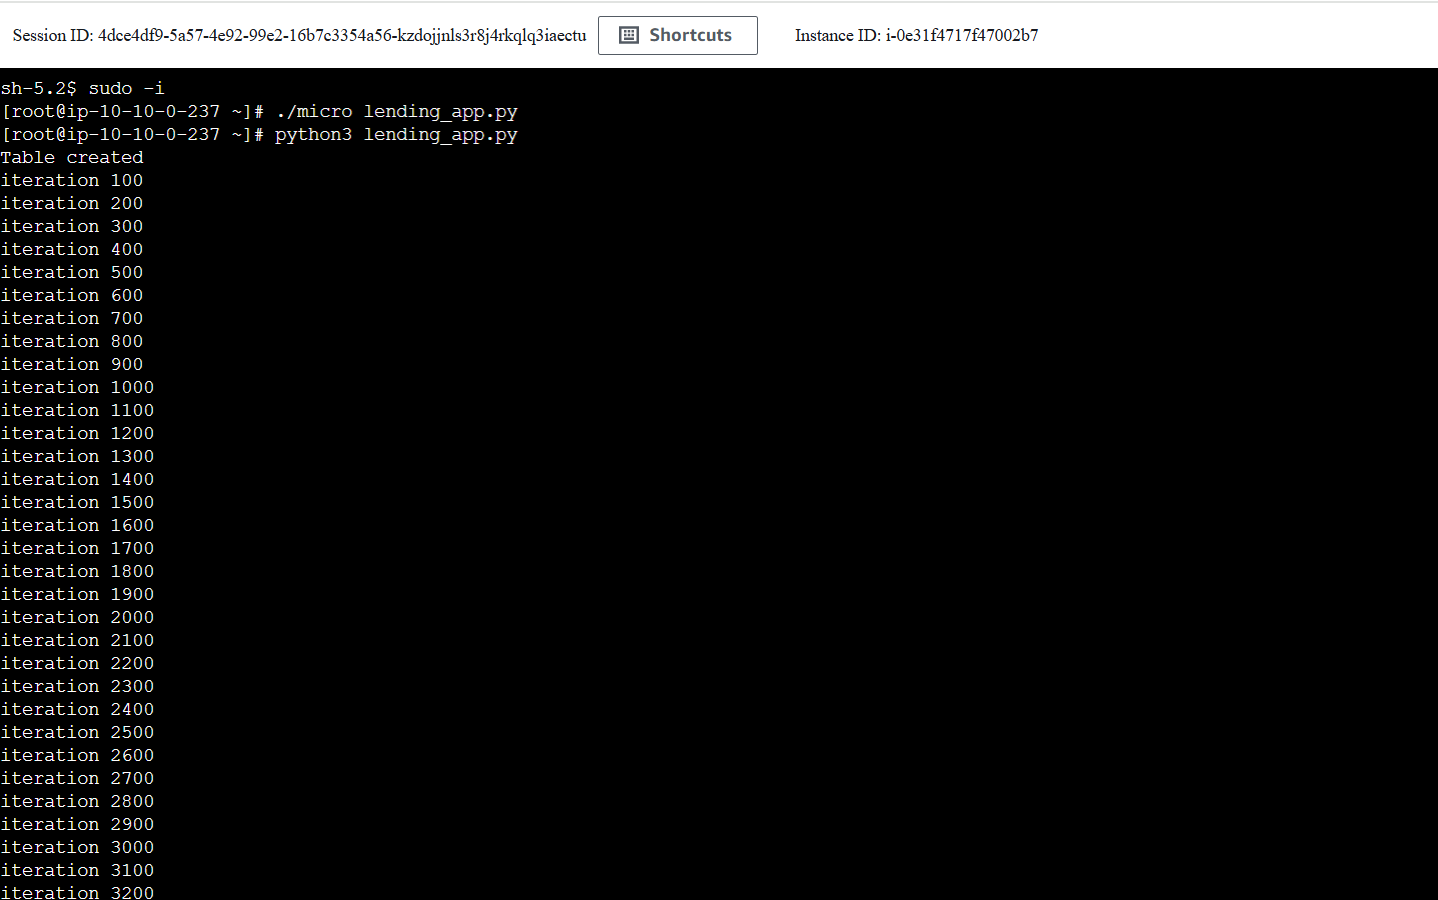 Session ID: 4dce4df9-5a57-4e92-99e2-16b7c3354a56-kzdojjnls3r8j4rkqlq3iaectu Shortcuts Instance ID: i-0e31f4717f47002b7
sh-5.2$ sudo -i
[root@ip-10-10-0-237 ~]# ./micro lending_app.py
[root@ip-10-10-0-237 ~]# python3 lending_app.py
Table created
iteration 100
iteration 200
iteration 300
iteration 400
iteration 500
iteration 600
iteration 700
iteration 800
iteration 900
iteration 1000
iteration 1100
iteration 1200
iteration 1300
iteration 1400
iteration 1500
iteration 1600
iteration 1700
iteration 1800
iteration 1900
iteration 2000
iteration 2100
iteration 2200
iteration 2300
iteration 2400
iteration 2500
iteration 2600
iteration 2700
iteration 2800
iteration 2900
iteration 3000
iteration 3100
iteration 3200